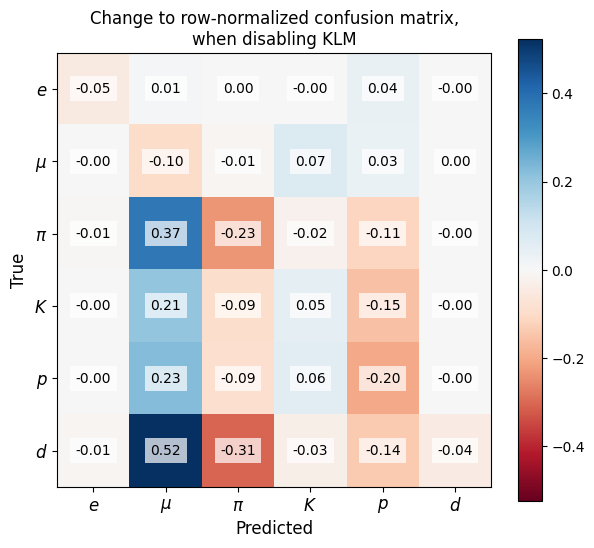 Change to row-normalized confusion matrix,
when disabling KLM
e -0.05 0.01 0.00 -0.00 0.04 -0.00
μ -0.00 -0.10 -0.01 0.07 0.03 0.00
π -0.01 0.37 -0.23 -0.02 -0.11 -0.00
K -0.00 0.21 -0.09 0.05 -0.15 -0.00
p -0.00 0.23 -0.09 0.06 -0.20 -0.00
d -0.01 0.52 -0.31 -0.03 -0.14 -0.04
e μ π K p d
Predicted
True
0.4
0.2
0.0
−0.2
−0.4